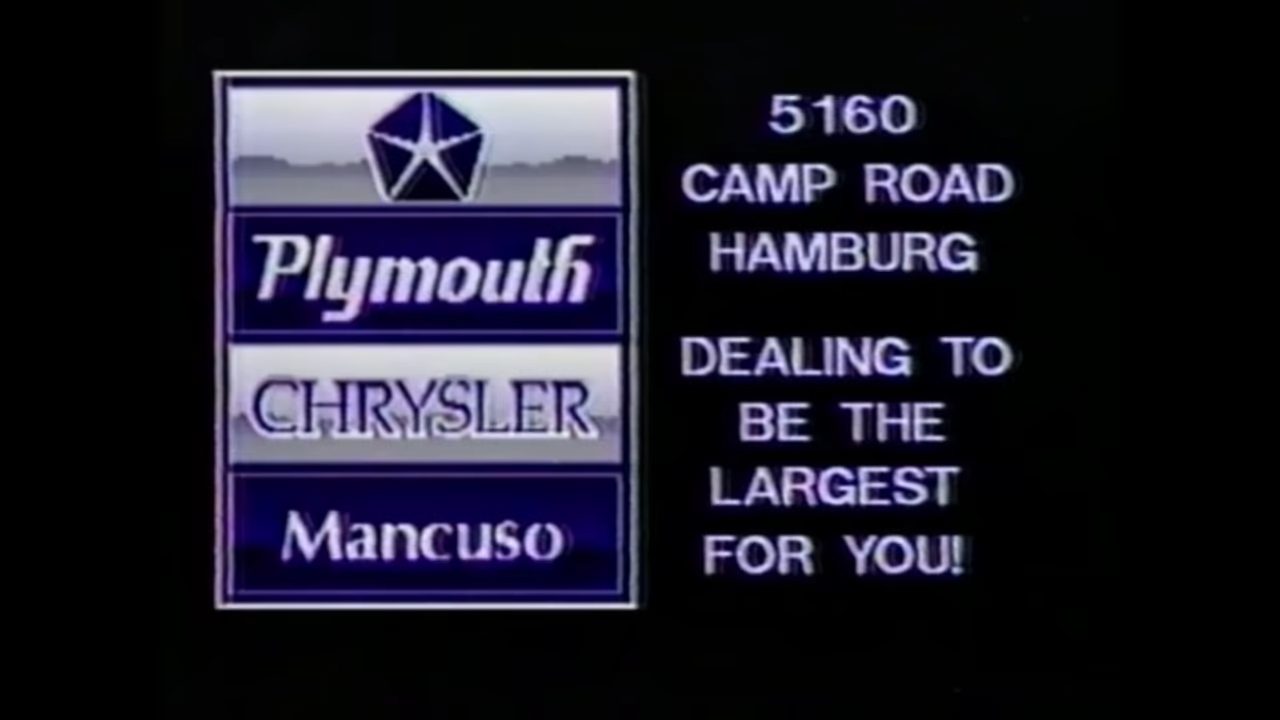 Plymouth
CHRYSLER
Mancuso
5160
CAMP ROAD
HAMBURG
DEALING TO
BE THE
LARGEST
FOR YOU!